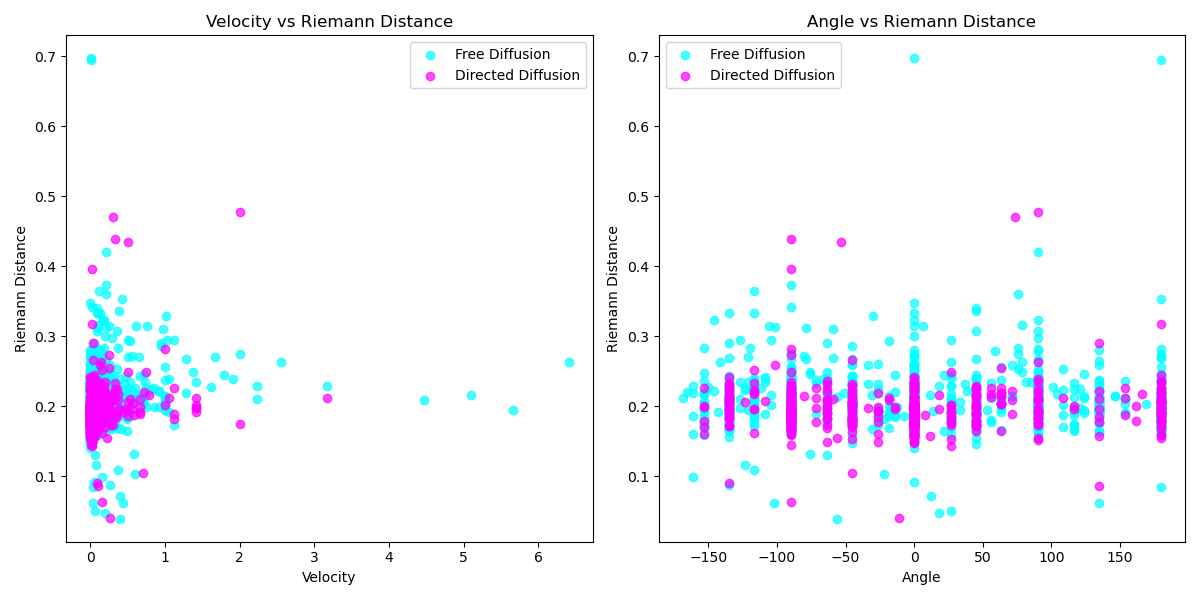 Velocity vs Riemann Distance
Free Diffusion
Directed Diffusion
Riemann Distance
0.7
0.6
0.5
0.4
0.3
0.2
0.1
0 1 2 3 4 5 6
Velocity
Angle vs Riemann Distance
Free Diffusion
Directed Diffusion
Riemann Distance
0.7
0.6
0.5
0.4
0.3
0.2
0.1
−150 −100 −50 0 50 100 150
Angle